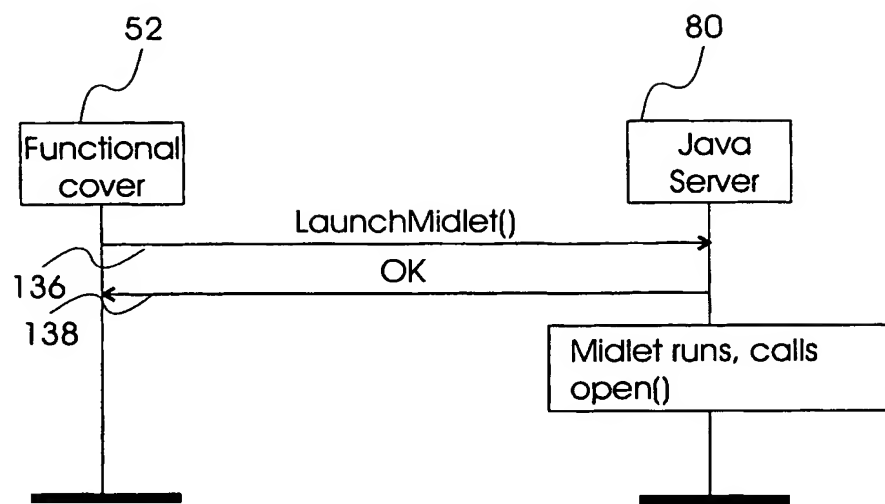 52
80
Functional
cover
Java
Server
LaunchMidlet()
136
OK
138
Midlet runs, calls
open()